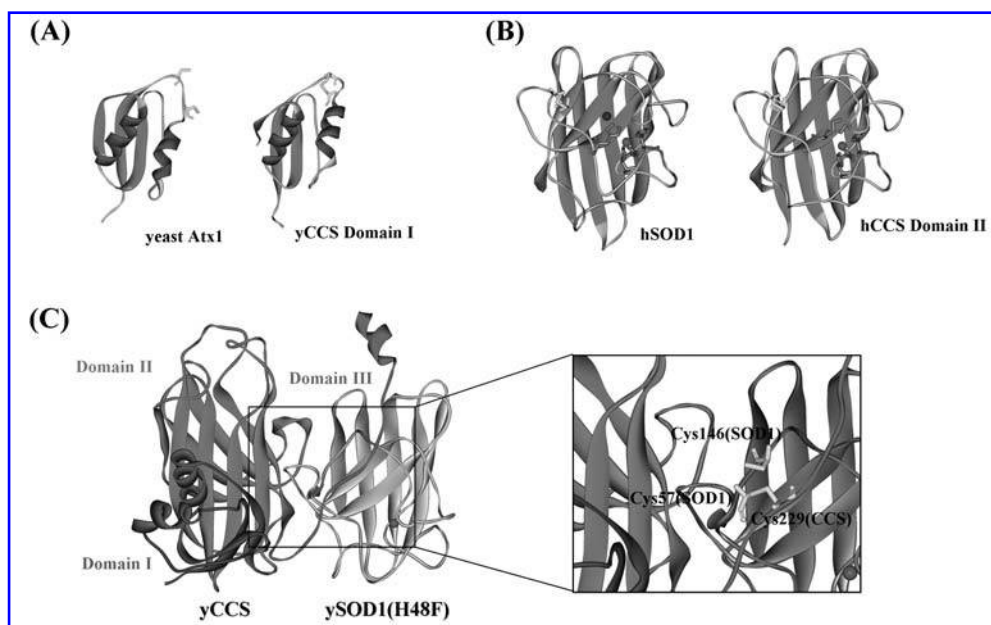 (A)
(B)
yeast Atx1
yCCS Domain I
hSOD1
hCCS Domain II
(C)
Domain II
Domain III
Domain I
yCCS
ySOD1(H48F)
Cys146(SOD1)
Cys57(SOD1)
Cys229(CCS)